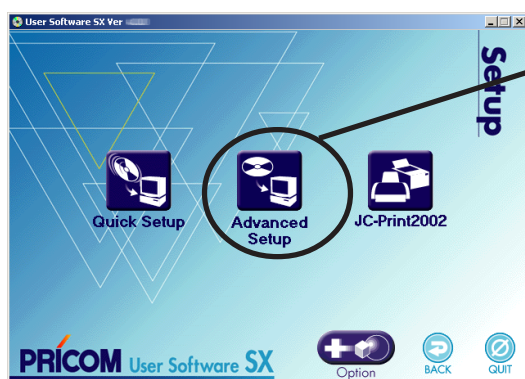 User Software SX Ver
Setup
Quick Setup
Advanced
Setup
JC-Print2002
PRICOM User Software SX
Option
BACK
QUIT